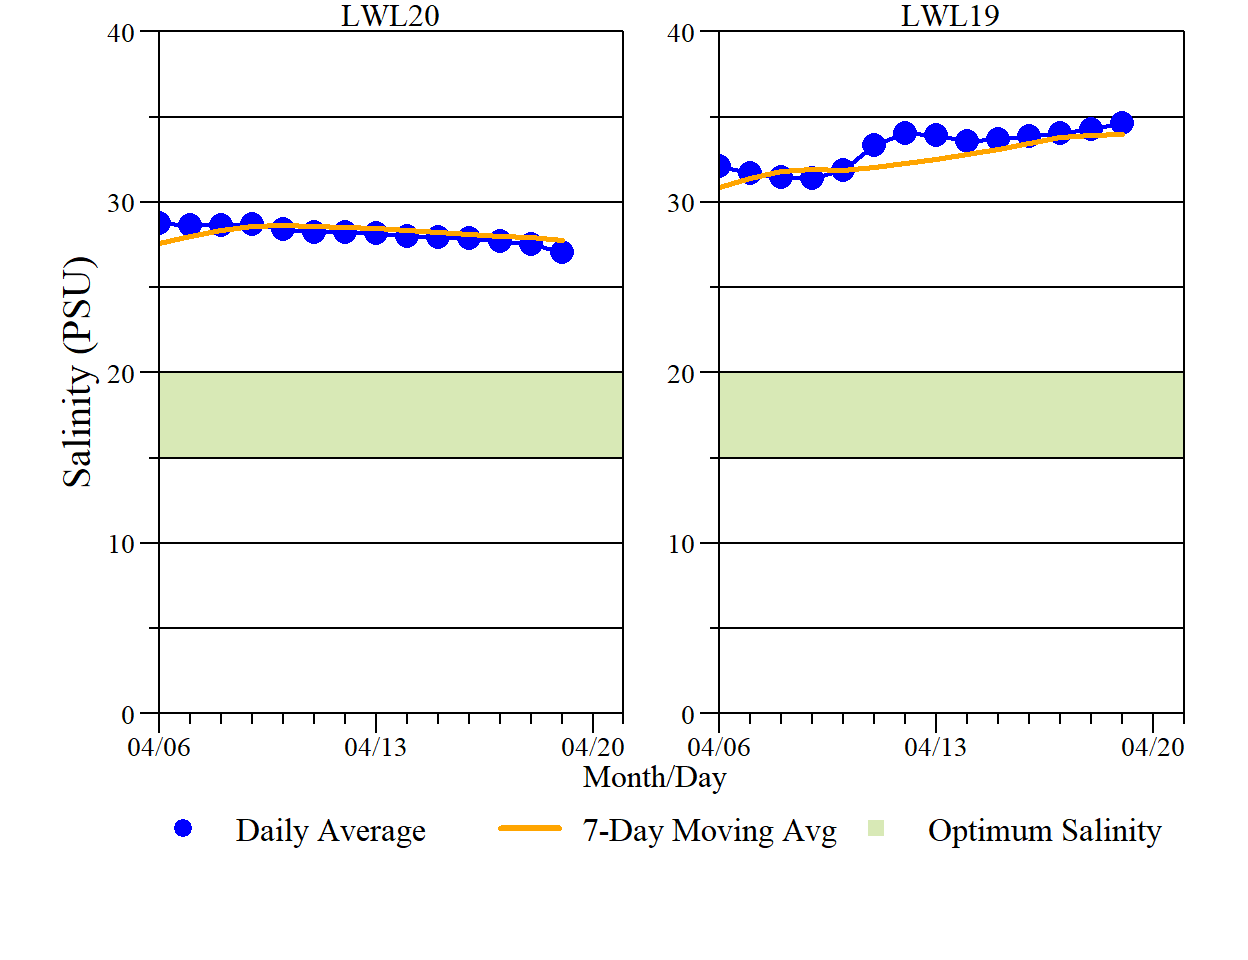 LWL20
LWL19
40
30
20
10
0
40
30
20
10
0
Salinity (PSU)
04/06
04/13
04/20
04/06
04/13
04/20
Month/Day
Daily Average
7-Day Moving Avg
Optimum Salinity